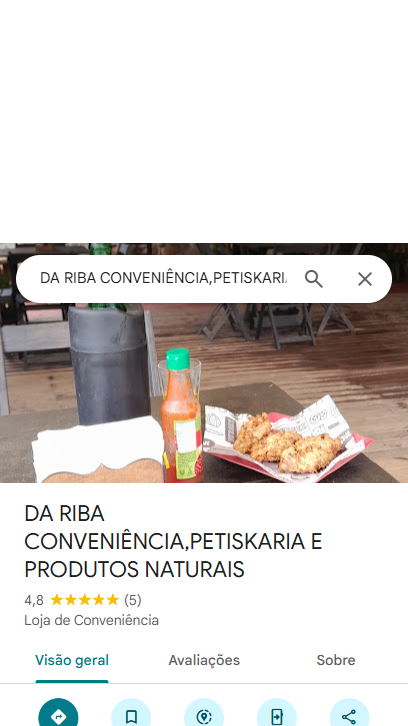 DA RIBA CONVENIÊNCIA,PETISKARI
DA RIBA
CONVENIÊNCIA,PETISKARIA E
PRODUTOS NATURAIS
4,8 (5)
Loja de Conveniência
Visão geral Avaliações Sobre